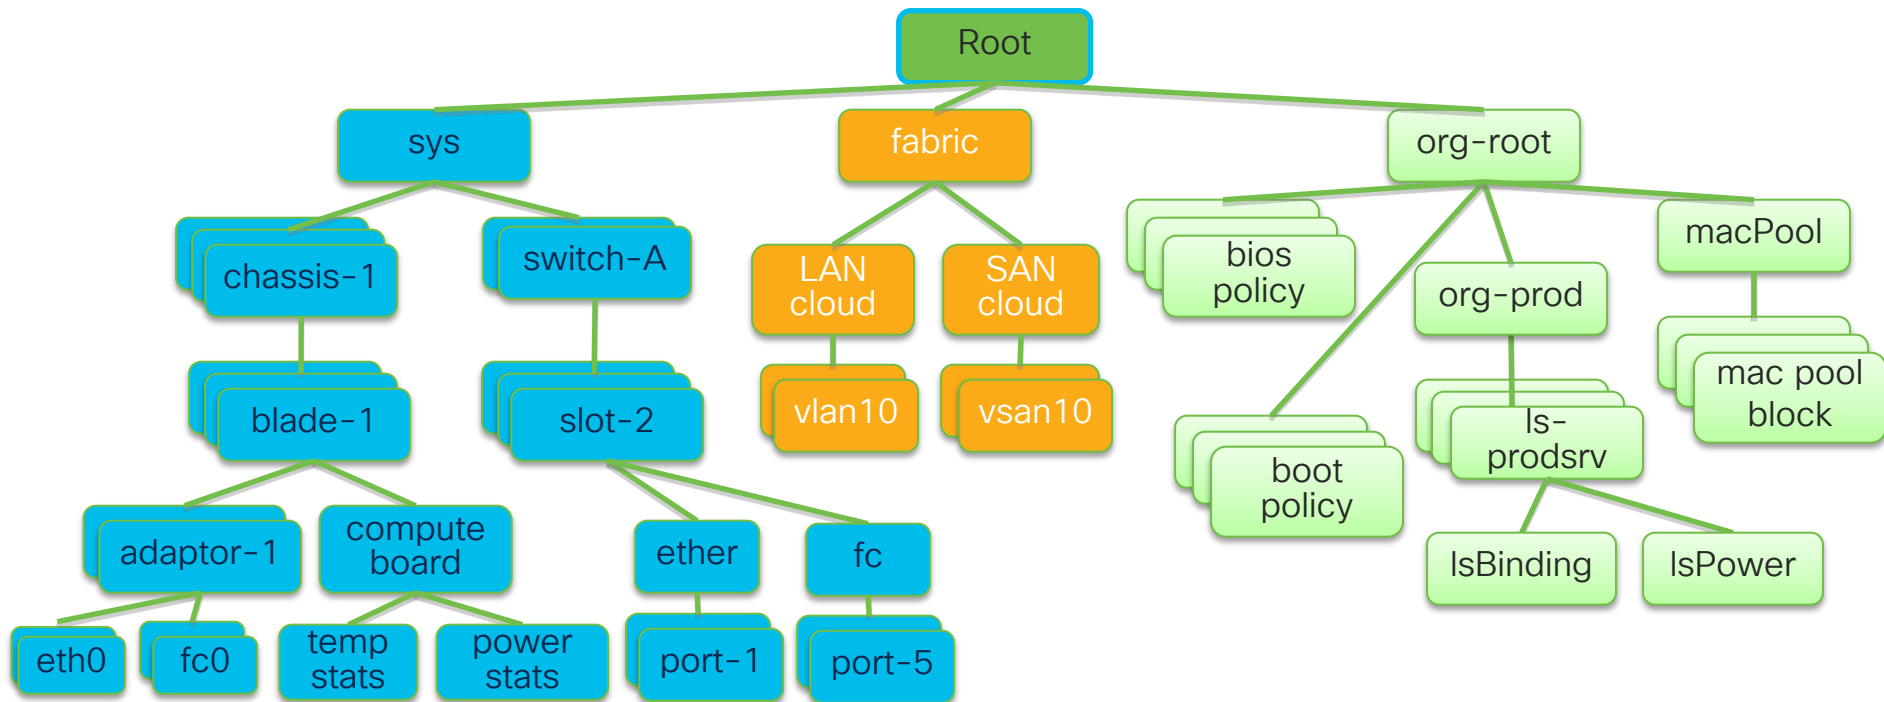 Root
sys
fabric
org-root
chassis-1
switch-A
LAN
cloud
SAN
cloud
bios
policy
org-prod
macPool
blade-1
slot-2
vlan10
vsan10
boot
policy
ls-
prodsrv
mac pool
block
adaptor-1
compute
board
ether
fc
lsBinding
lsPower
eth0
fc0
temp
stats
power
stats
port-1
port-5